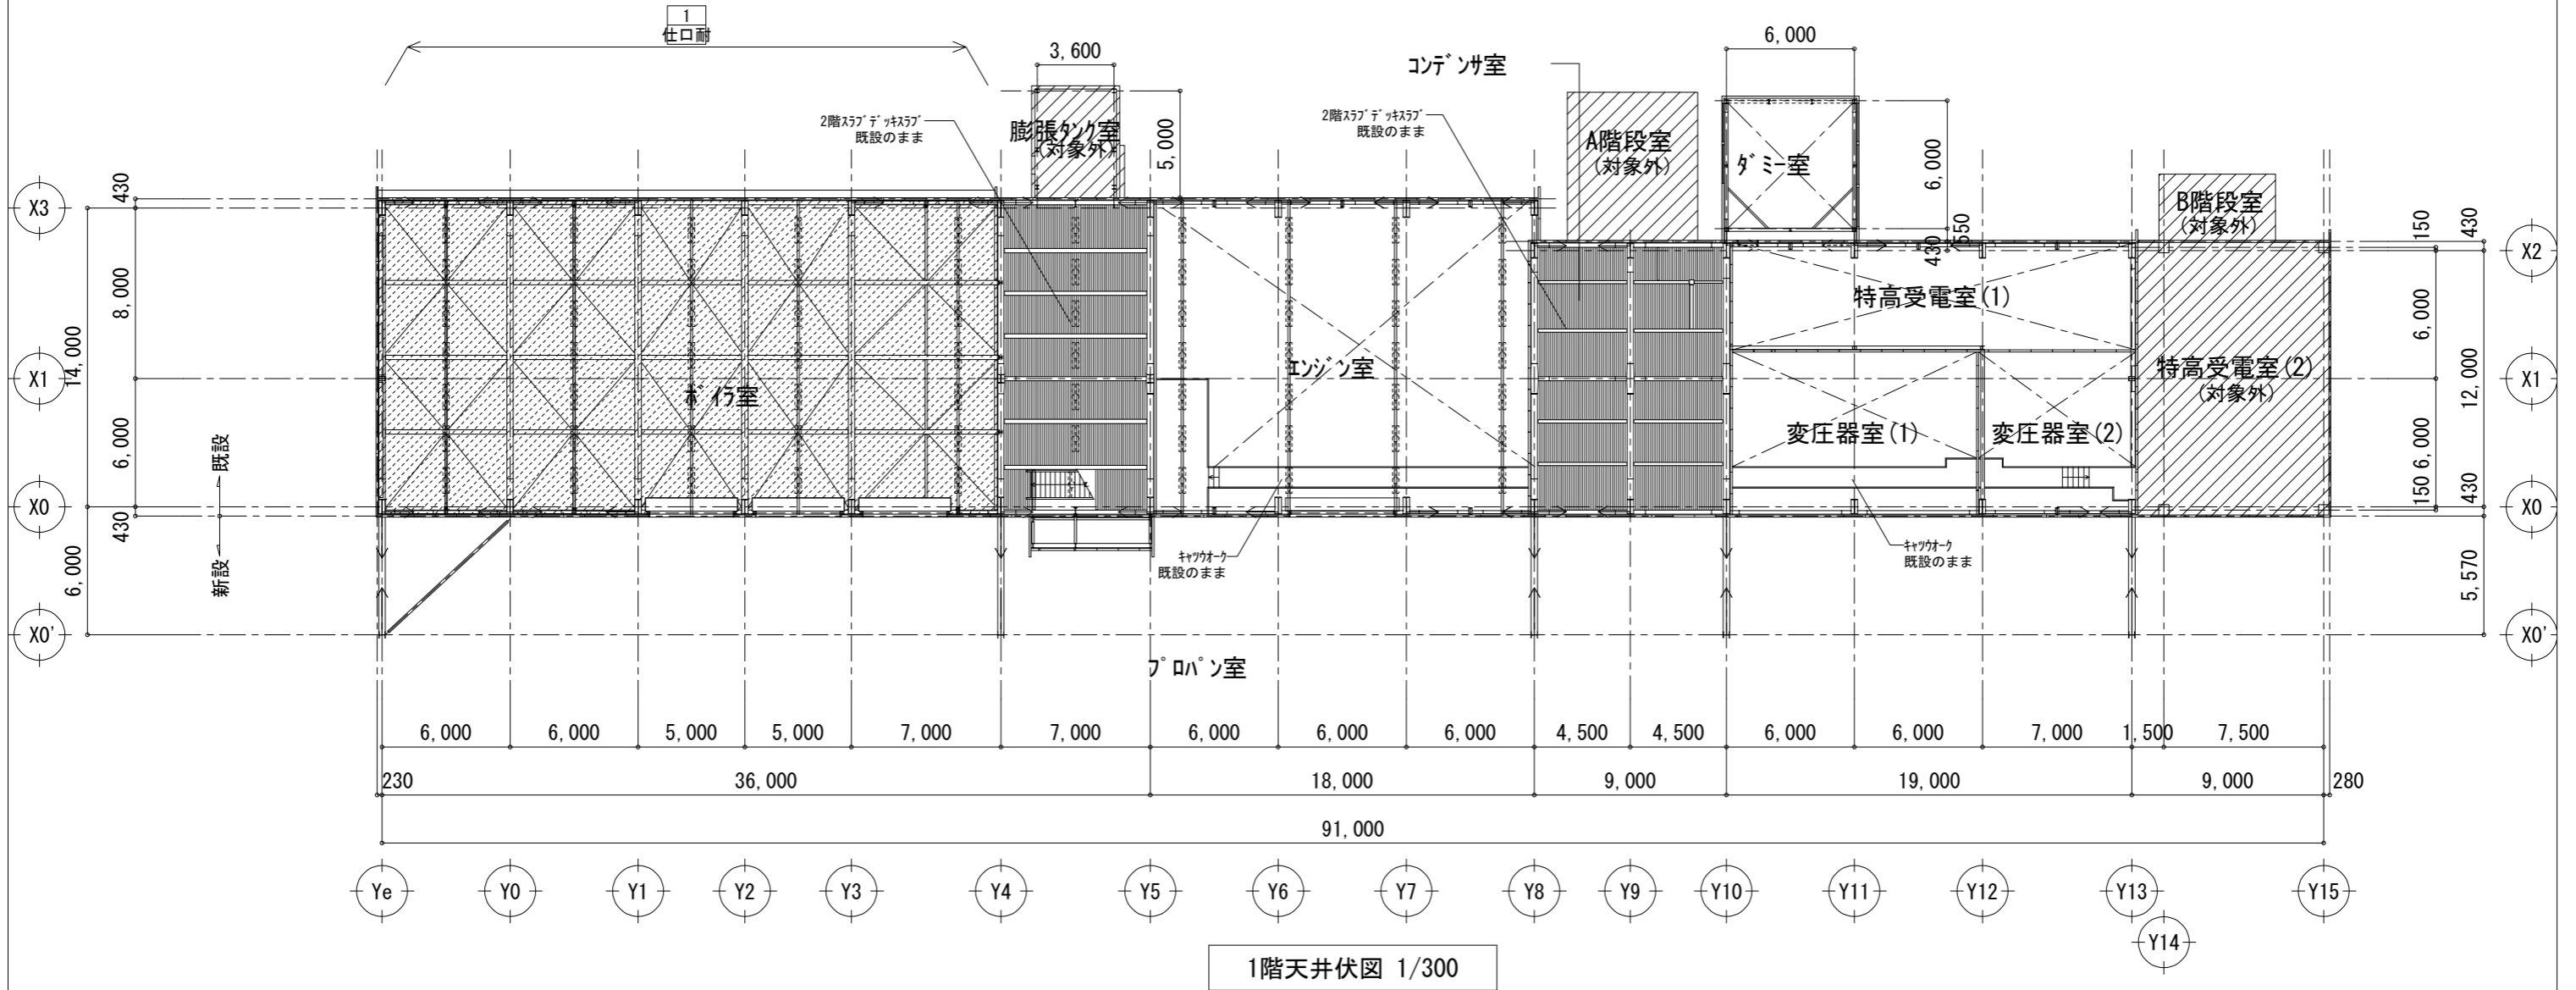 1
仕口耐
3,600
6,000
コンデンサ室
2階スラブデッキスラブ
既設のまま
膨張タンク室
(対象外)
5,000
2階スラブデッキスラブ
既設のまま
A階段室
(対象外)
ダミー室
6,000
550
430
B階段室
(対象外)
150
430
X3
430
8,000
14,000
X1
6,000
X0
430
6,000
X0'
既設
新設
ボイラ室
エンジン室
特高受電室(1)
変圧器室(1)
変圧器室(2)
特高受電室(2)
(対象外)
X2
6,000
12,000
X1
6,000
150
430
X0
5,570
X0'
キャツウオーク
既設のまま
キャツウオーク
既設のまま
プロパン室
6,000 6,000 5,000 5,000 7,000 7,000 6,000 6,000 6,000 4,500 4,500 6,000 6,000 7,000 1,500 7,500
230 36,000 18,000 9,000 19,000 9,000 280
91,000
Ye Y0 Y1 Y2 Y3 Y4 Y5 Y6 Y7 Y8 Y9 Y10 Y11 Y12 Y13 Y15
Y14
1階天井伏図 1/300